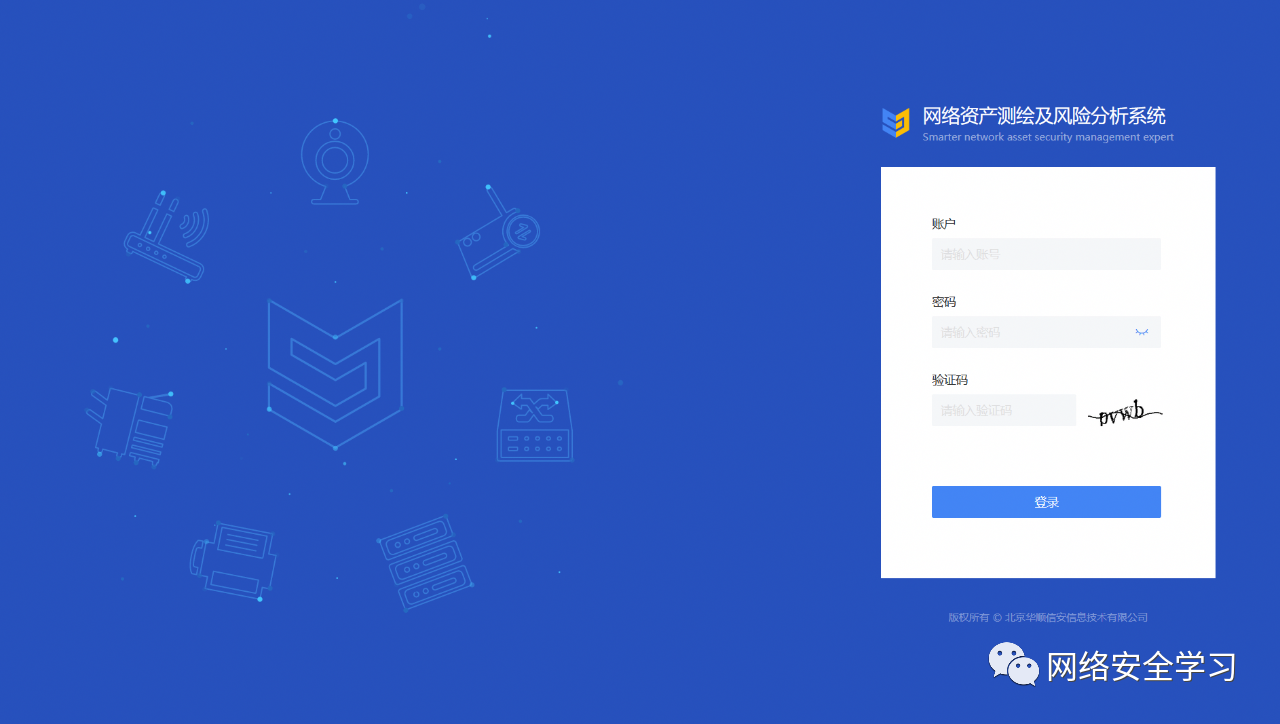 网络资产测绘及风险分析系统
Smarter network asset security management expert
账户
请输入账号
密码
请输入密码
验证码
请输入验证码
pvwb
登录
版权所有 © 北京华顺信安信息技术有限公司
网络安全学习